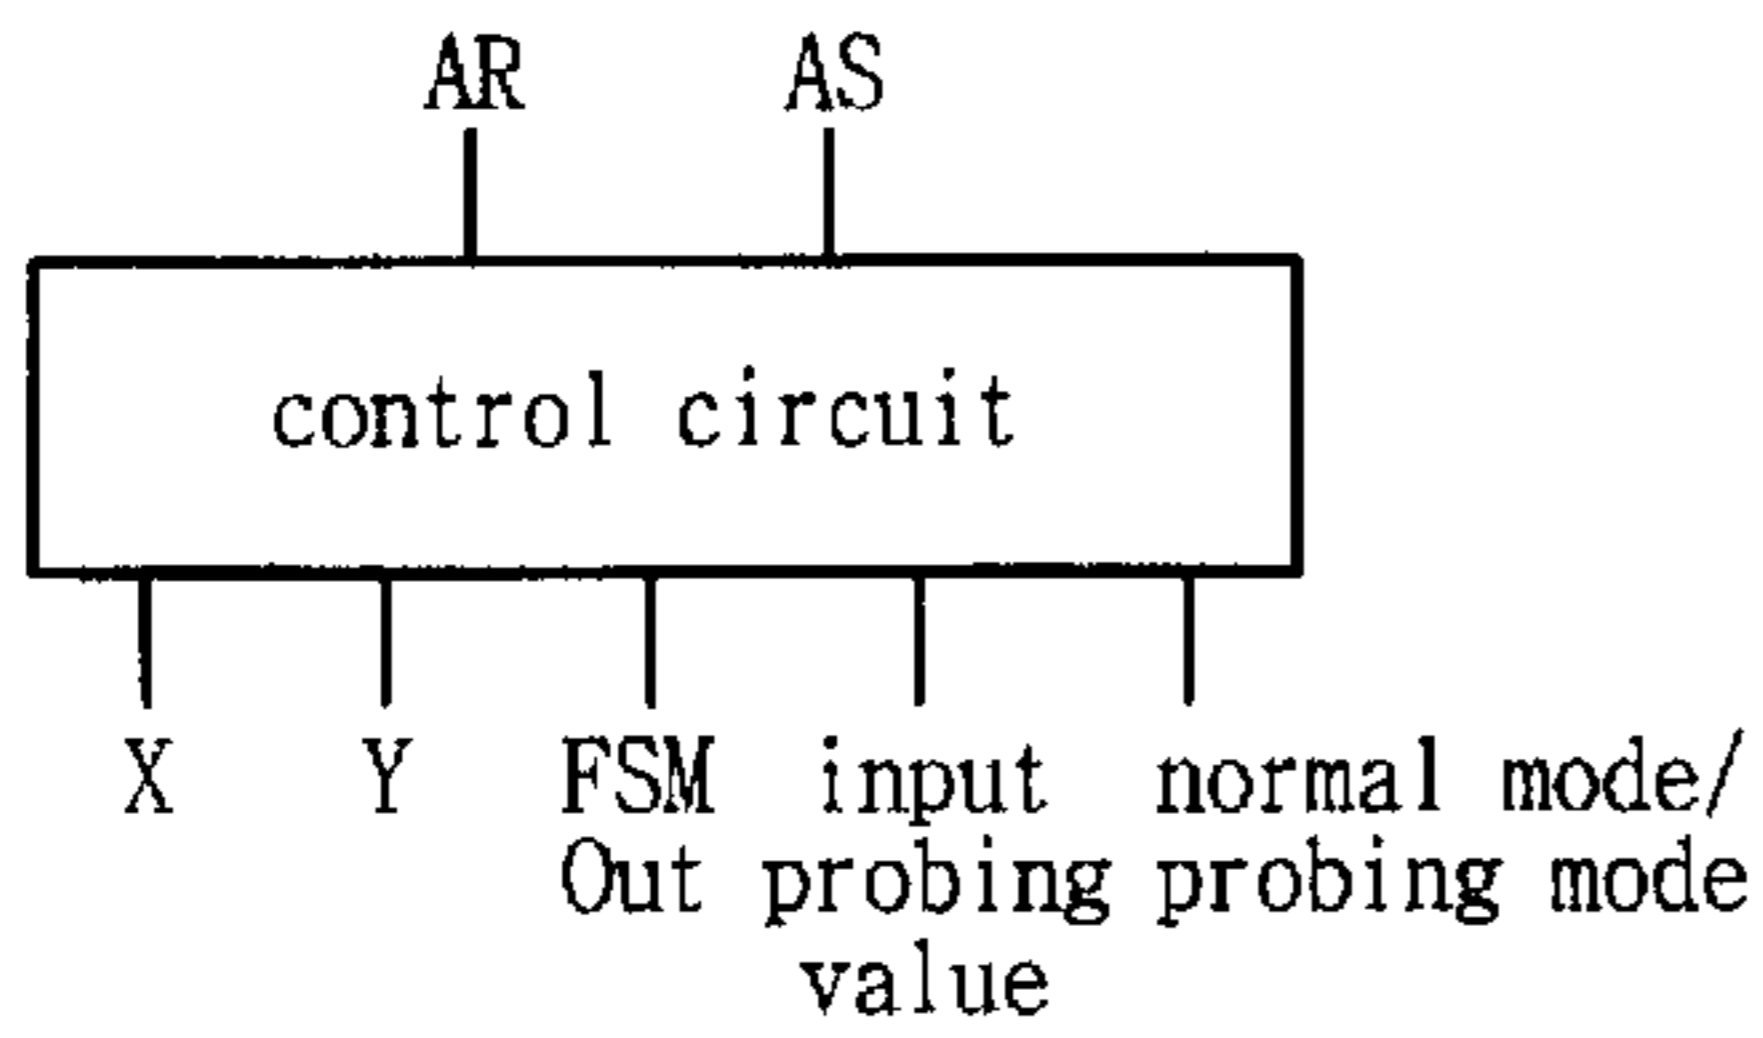 AR AS
control circuit
X Y FSM input normal mode/
Out probing probing mode
value